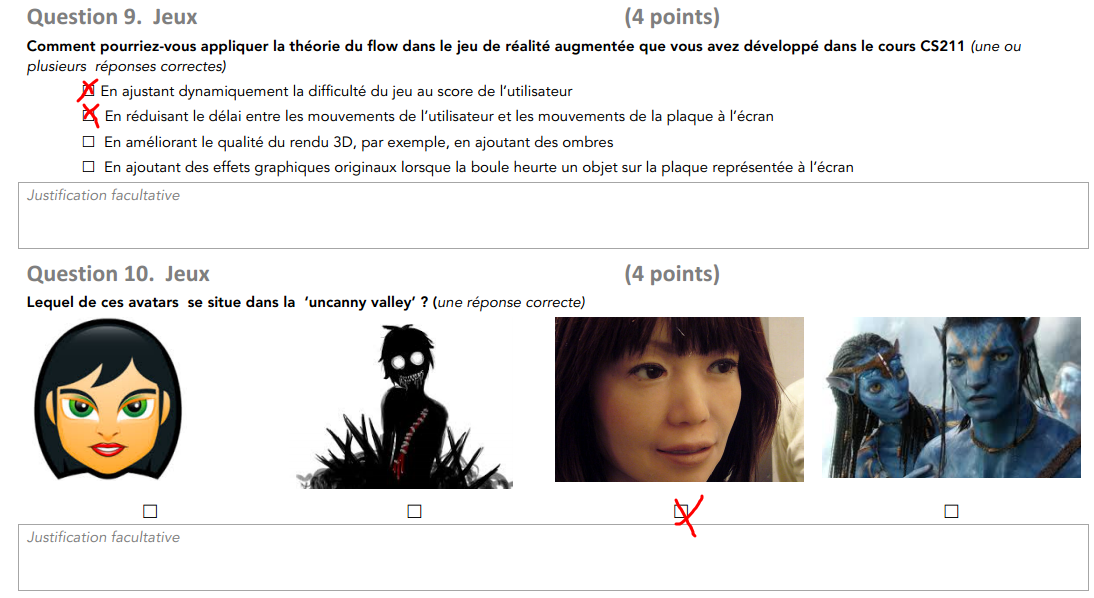 Question 9. Jeux (4 points)
Comment pourriez-vous appliquer la théorie du flow dans le jeu de réalité augmentée que vous avez développé dans le cours CS211 (une ou
plusieurs réponses correctes)
En ajustant dynamiquement la difficulté du jeu au score de l'utilisateur
En réduisant le délai entre les mouvements de l'utilisateur et les mouvements de la plaque à l'écran
En améliorant le qualité du rendu 3D, par exemple, en ajoutant des ombres
En ajoutant des effets graphiques originaux lorsque la boule heurte un objet sur la plaque représentée à l'écran
Justification facultative
Question 10. Jeux (4 points)
Lequel de ces avatars se situe dans la 'uncanny valley' ? (une réponse correcte)
Justification facultative